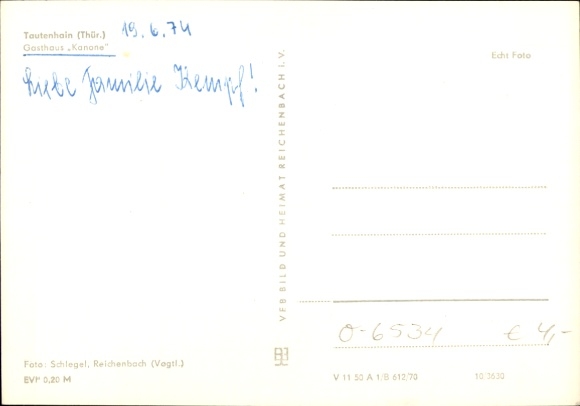 Tautenhain (Thür.)
Gasthaus „Kanone"
19.6.74
Liebe Familie Kempf!
Echt Foto
VEB BILD UND HEIMAT REICHENBACH I.V.
O-6534 € 4,-
Foto: Schlegel, Reichenbach (Vogtl.)
EVP 0,20 M
V 11 50 A 1/B 612/70 10 3630